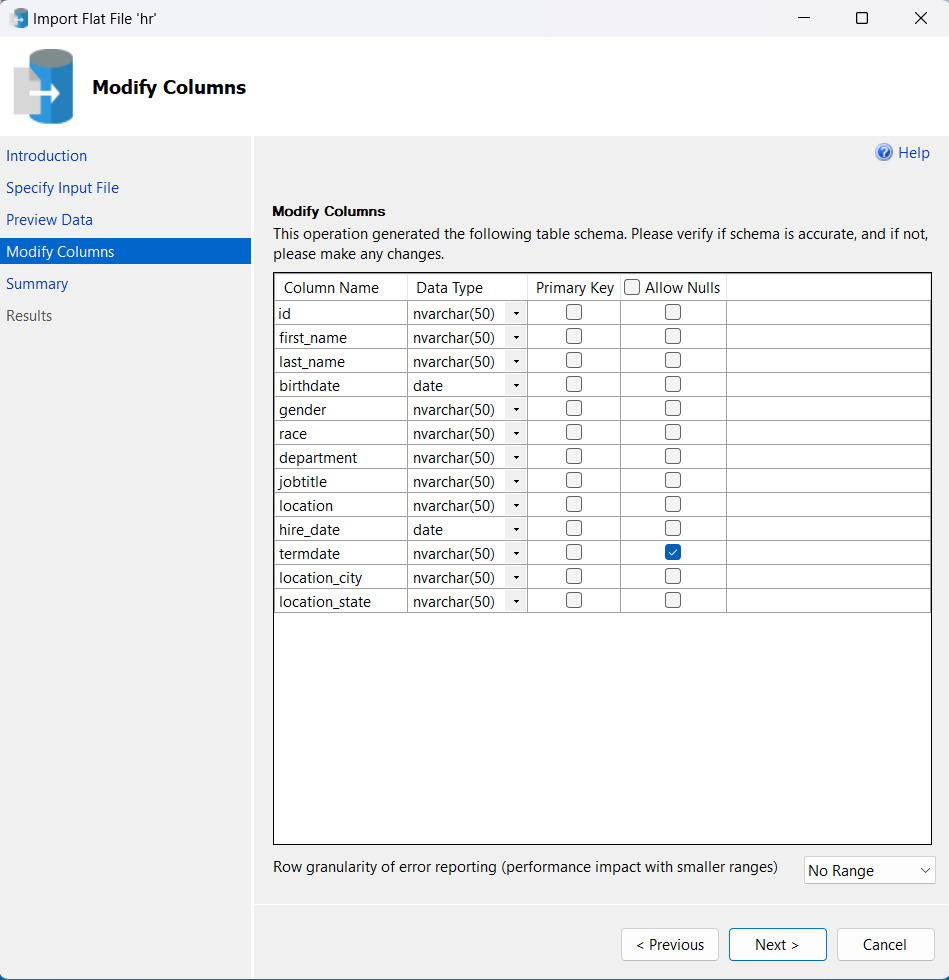 Import Flat File 'hr'
Modify Columns
Introduction
Specify Input File
Preview Data
Modify Columns
Summary
Results
Help
Modify Columns
This operation generated the following table schema. Please verify if schema is accurate, and if not,
please make any changes.
Column Name Data Type Primary Key Allow Nulls
id nvarchar(50)
first_name nvarchar(50)
last_name nvarchar(50)
birthdate date
gender nvarchar(50)
race nvarchar(50)
department nvarchar(50)
jobtitle nvarchar(50)
location nvarchar(50)
hire_date date
termdate nvarchar(50)
location_city nvarchar(50)
location_state nvarchar(50)
Row granularity of error reporting (performance impact with smaller ranges) No Range
< Previous Next > Cancel